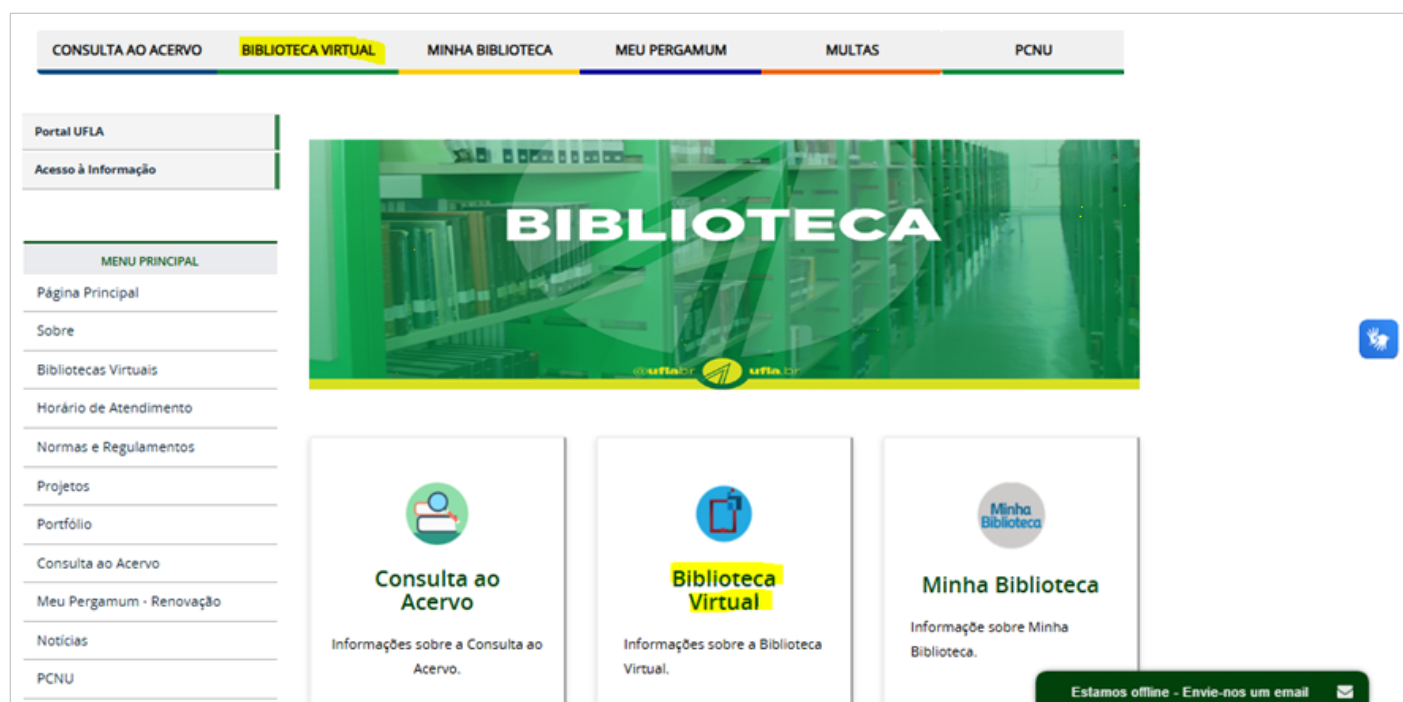 CONSULTA AO ACERVO BIBLIOTECA VIRTUAL MINHA BIBLIOTECA MEU PERGAMUM MULTAS PCNU
Portal UFLA
Acesso à Informação
BIBLIOTECA
@uflabr ufla.br
MENU PRINCIPAL
Página Principal
Sobre
Bibliotecas Virtuais
Horário de Atendimento
Normas e Regulamentos
Projetos
Portfólio
Consulta ao Acervo
Meu Pergamum - Renovação
Notícias
PCNU
Consulta ao
Acervo
Informações sobre a Consulta ao
Acervo.
Biblioteca
Virtual
Informações sobre a Biblioteca
Virtual.
Minha
Biblioteca
Minha Biblioteca
Informaçõe sobre Minha
Biblioteca.
Estamos offline - Envie-nos um email